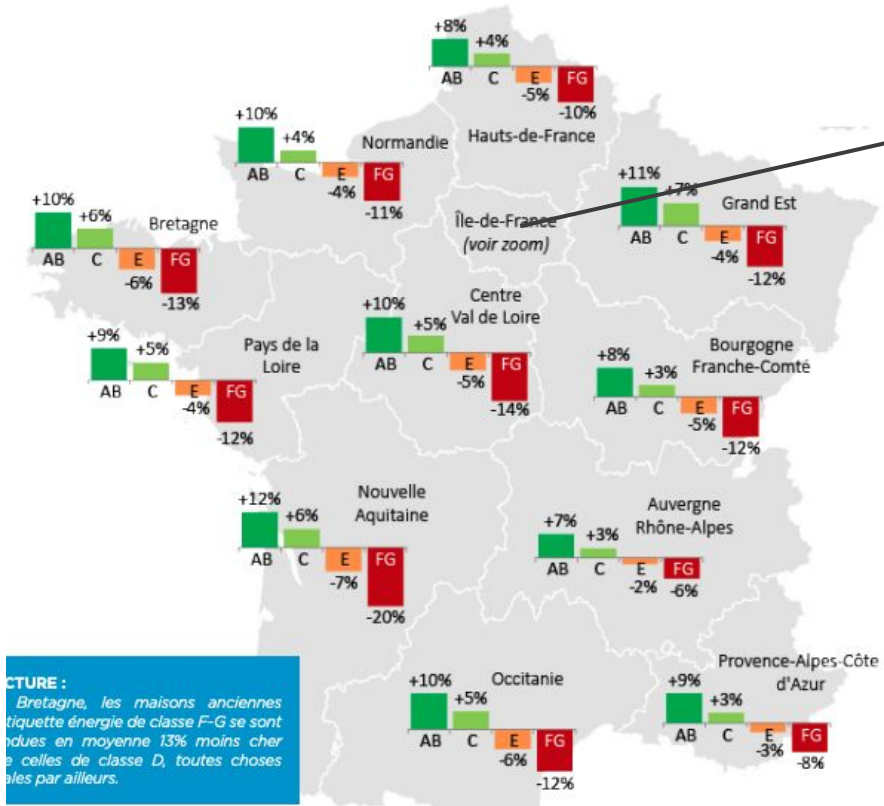 +8%
+4%
AB
C
E
FG
-5%
-10%
Hauts-de-France
+10%
+4%
AB
C
E
FG
-4%
-11%
Normandie
+11%
+7%
AB
C
E
FG
-4%
-12%
Grand Est
+10%
+6%
AB
C
E
FG
-6%
-13%
Bretagne
Île-de-France
(voir zoom)
+10%
+5%
AB
C
E
FG
-5%
-14%
Centre
Val de Loire
+9%
+5%
AB
C
E
FG
-4%
-12%
Pays de la
Loire
+8%
+3%
AB
C
E
FG
-5%
-12%
Bourgogne
Franche-Comté
+12%
+6%
AB
C
E
FG
-7%
-20%
Nouvelle
Aquitaine
+7%
+3%
AB
C
E
FG
-2%
-6%
Auvergne
Rhône-Alpes
+10%
+5%
AB
C
E
FG
-6%
-12%
Occitanie
+9%
+3%
AB
C
E
FG
-3%
-8%
Provence-Alpes-Côte
d'Azur
CTURE :
Bretagne, les maisons anciennes
tiquette énergie de classe F-G se sont
ndues en moyenne 13% moins cher
e celles de classe D, toutes choses
ales par ailleurs.